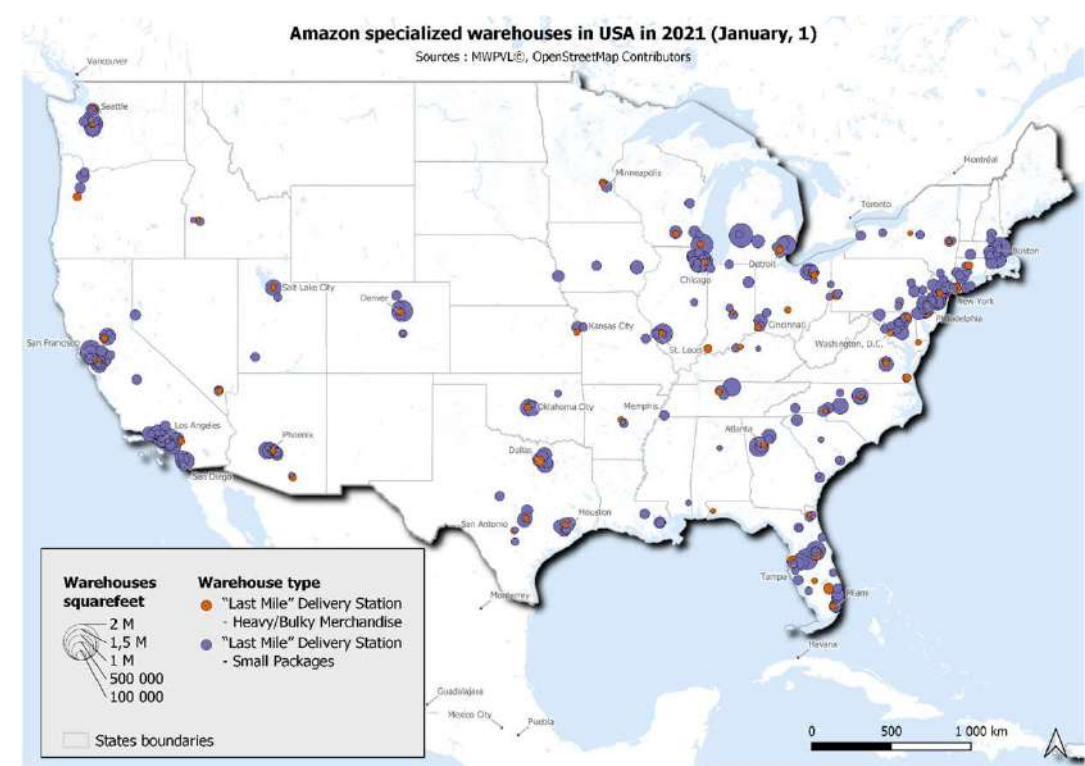 Amazon specialized warehouses in USA in 2021 (January, 1)
Sources : MWPVL©, OpenStreetMap Contributors
Vancouver
Seattle
Minneapolis
Montréal
Toronto
Boston
Detroit
Chicago
Salt Lake City
Denver
New York
Philadelphia
Cincinnati
Kansas City
San Francisco
St. Louis
Washington, D.C.
Oklahoma City
Memphis
Los Angeles
Atlanta
Phoenix
Dallas
San Diego
Houston
San Antonio
Tampa
Miami
Monterrey
Havana
Guadalajara
Mexico City
Puebla
Warehouses
squarefeet
2 M
1,5 M
1 M
500 000
100 000
Warehouse type
"Last Mile" Delivery Station
- Heavy/Bulky Merchandise
"Last Mile" Delivery Station
- Small Packages
States boundaries
0 500 1 000 km